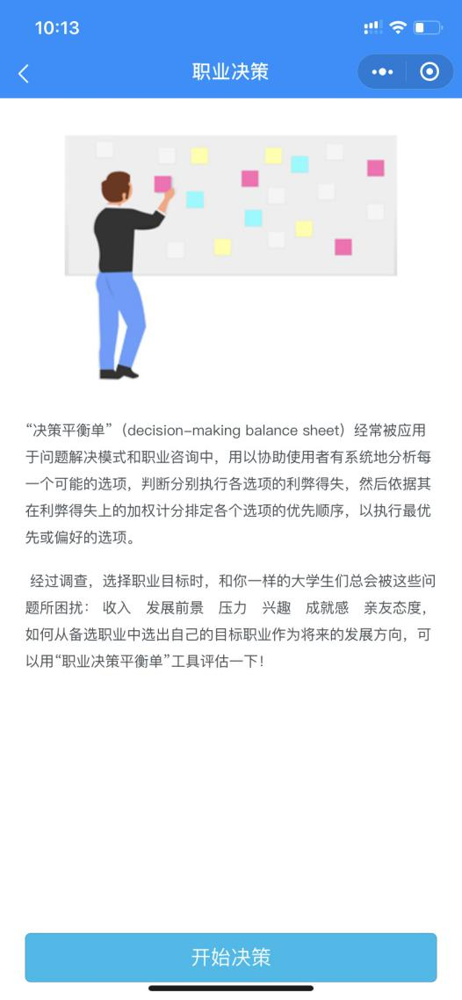 10:13
职业决策
“决策平衡单”（decision-making balance sheet）经常被应用
于问题解决模式和职业咨询中，用以协助使用者有系统地分析每
一个可能的选项，判断分别执行各选项的利弊得失，然后依据其
在利弊得失上的加权计分排定各个选项的优先顺序，以执行最优
先或偏好的选项。
经过调查，选择职业目标时，和你一样的大学生们总会被这些问
题所困扰： 收入 发展前景 压力 兴趣 成就感 亲友态度，
如何从备选职业中选出自己的目标职业作为将来的发展方向，可
以用“职业决策平衡单”工具评估一下！
开始决策